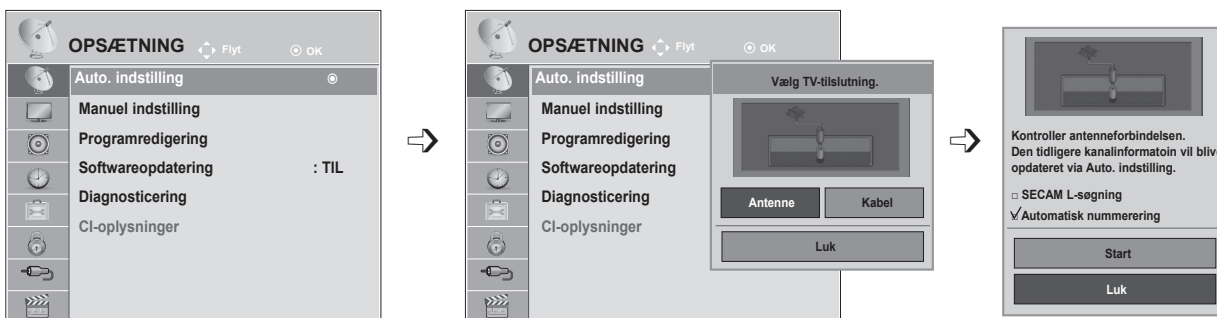 OPSÆTNING Flyt OK
Auto. indstilling
Manuel indstilling
Programredigering
Softwareopdatering : TIL
Diagnosticering
CI-oplysninger
OPSÆTNING Flyt OK
Auto. indstilling
Manuel indstilling
Programredigering
Softwareopdatering
Diagnosticering
CI-oplysninger
Vælg TV-tilslutning.
Antenne Kabel
Luk
Kontroller antenneforbindelsen.
Den tidligere kanalinformatoin vil blive
opdateret via Auto. indstilling.
SECAM L-søgning
Automatisk nummerering
Start
Luk